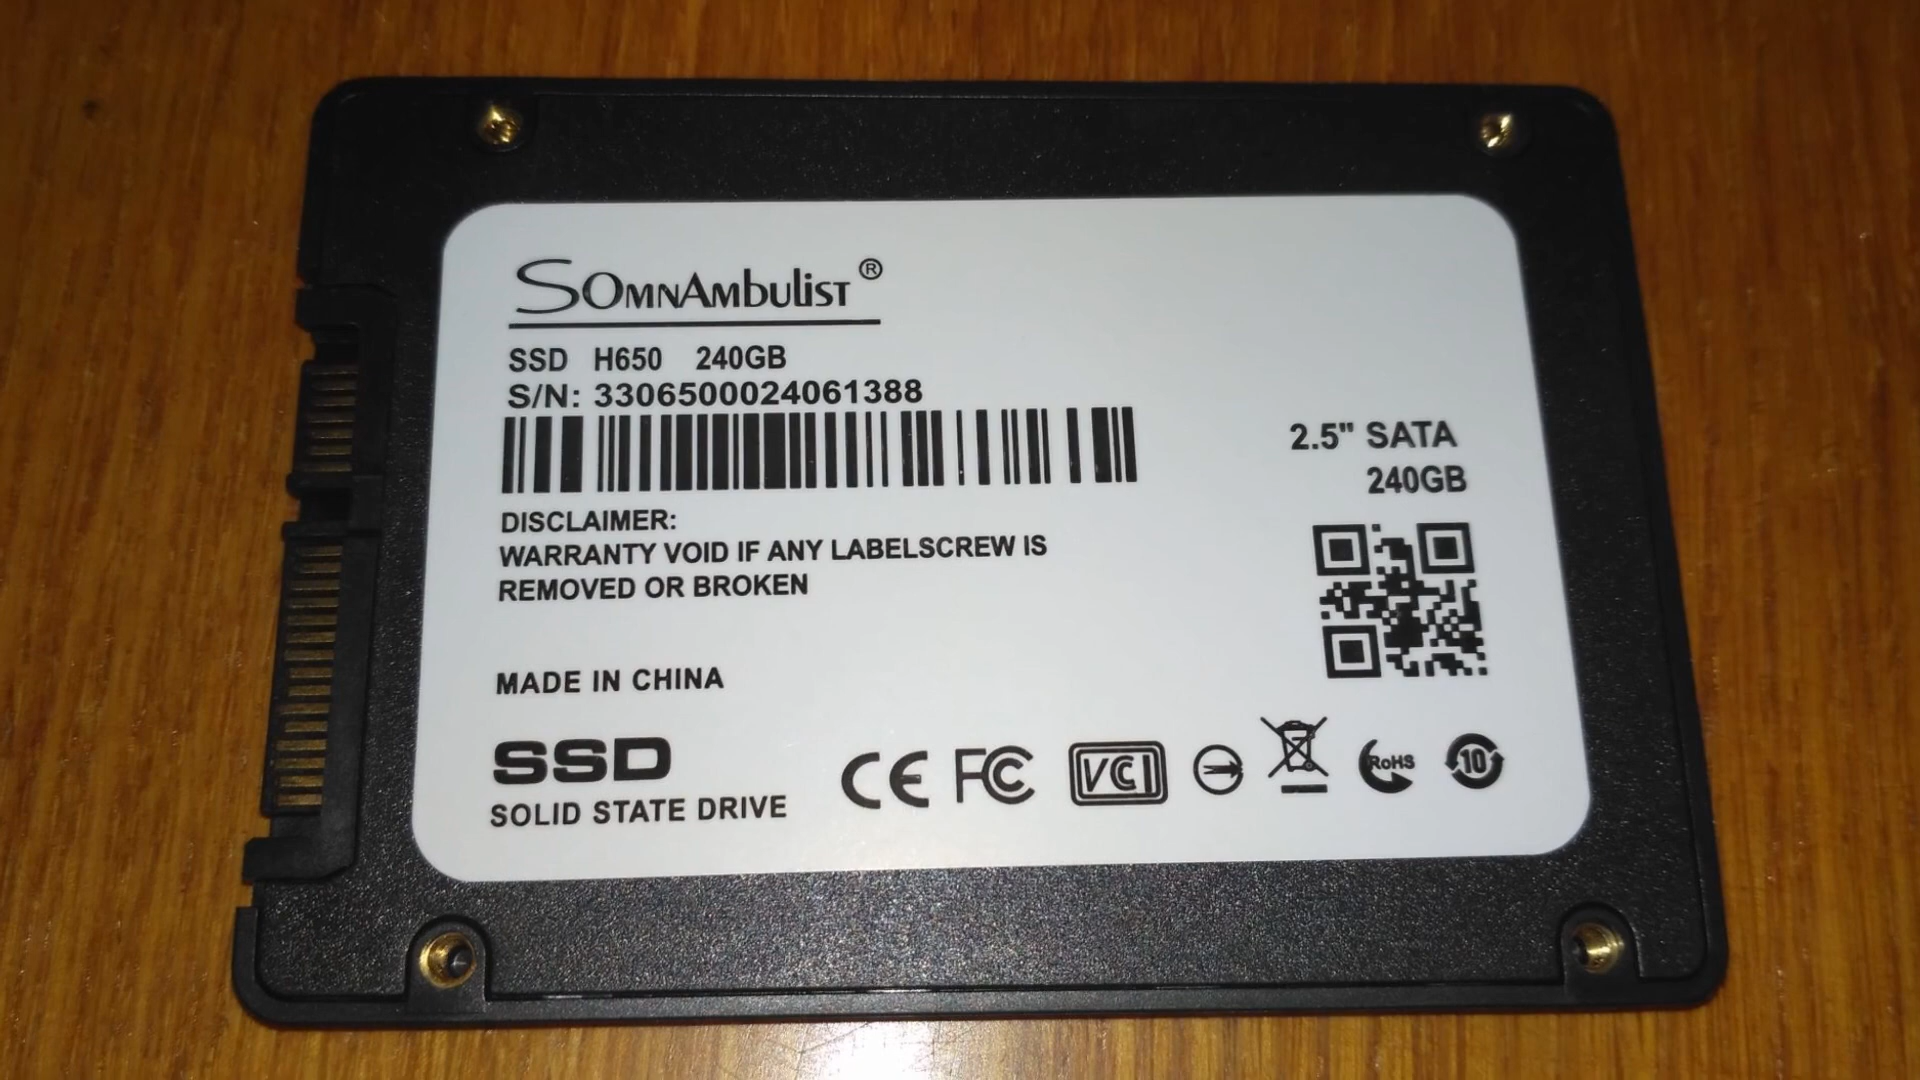 SOMNAMBULIST®
SSD H650 240GB
S/N: 3306500024061388
2.5" SATA
240GB
DISCLAIMER:
WARRANTY VOID IF ANY LABELSCREW IS
REMOVED OR BROKEN
MADE IN CHINA
SSD
SOLID STATE DRIVE
CE FC VCI RoHS 10